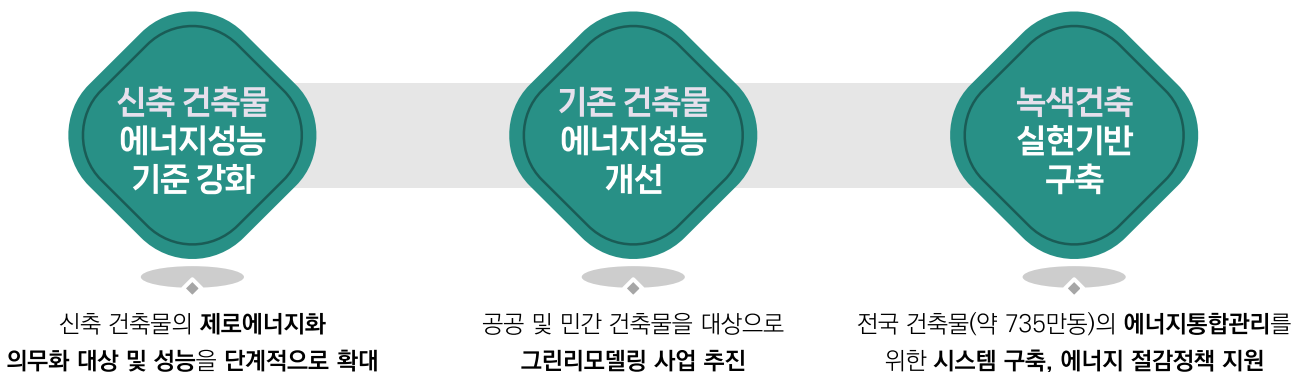 신축 건축물
에너지성능
기준 강화
신축 건축물의 제로에너지화
의무화 대상 및 성능을 단계적으로 확대
기존 건축물
에너지성능
개선
공공 및 민간 건축물을 대상으로
그린리모델링 사업 추진
녹색건축
실현기반
구축
전국 건축물(약 735만동)의 에너지통합관리를
위한 시스템 구축, 에너지 절감정책 지원